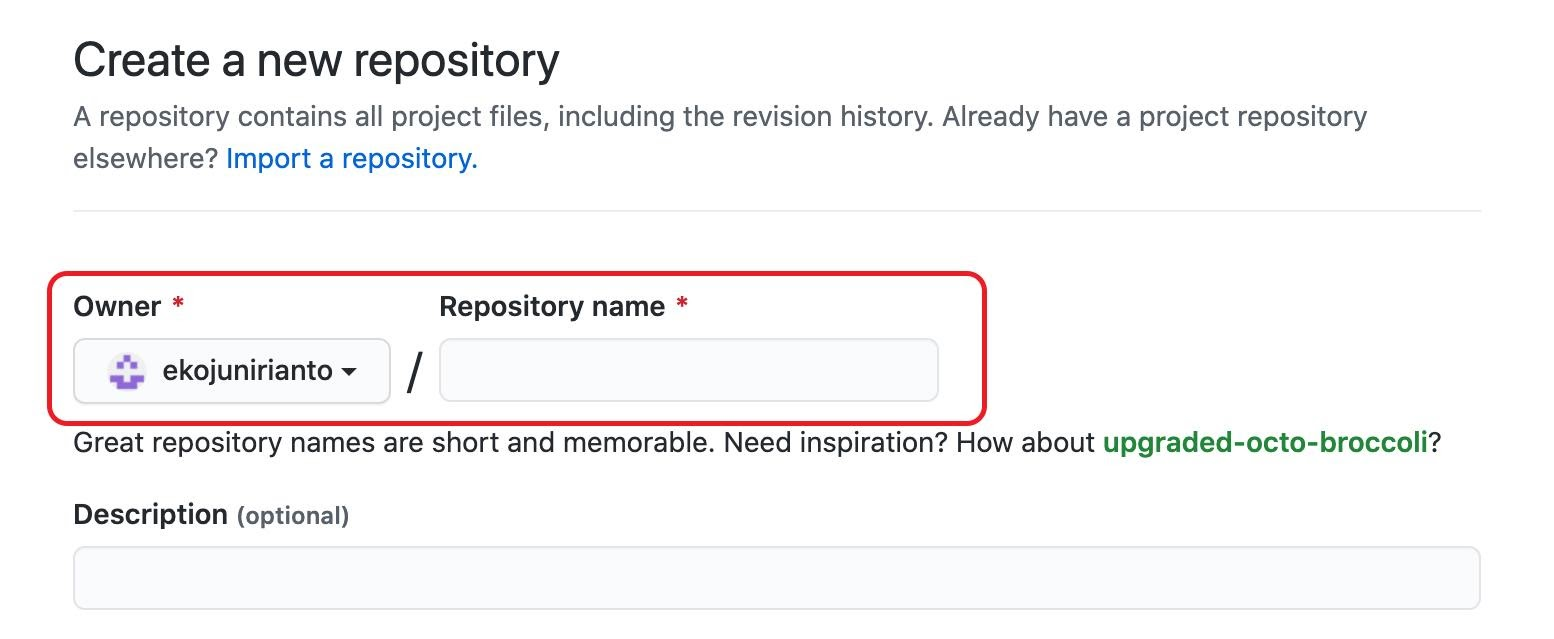 Create a new repository
A repository contains all project files, including the revision history. Already have a project repository
elsewhere? Import a repository.
Owner * Repository name *
ekojunirianto /
Great repository names are short and memorable. Need inspiration? How about upgraded-octo-broccoli?
Description (optional)